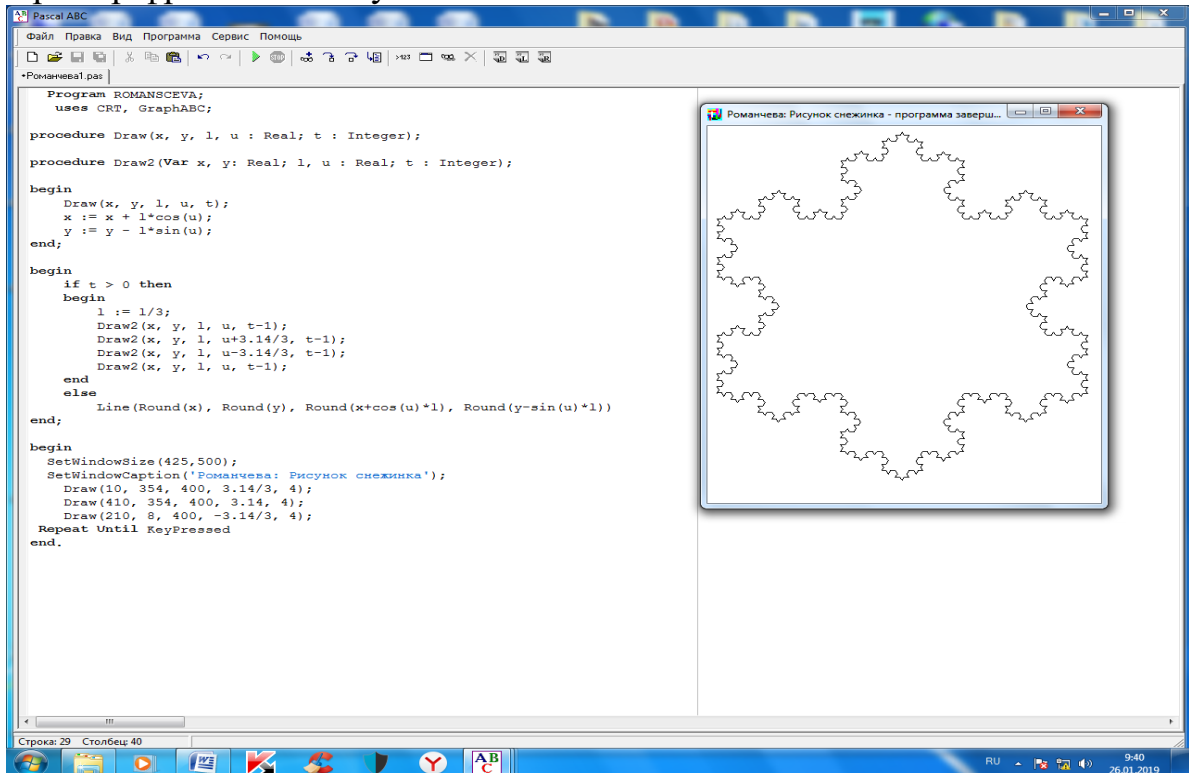 Pascal ABC
Файл Правка Вид Программа Сервис Помощь
•Романчева1.pas
Program ROMANSCEVA;
uses CRT, GraphABC;
procedure Draw(x, y, l, u : Real; t : Integer);
procedure Draw2(Var x, y: Real; l, u : Real; t : Integer);
begin
Draw(x, y, l, u, t);
x := x + l*cos(u);
y := y - l*sin(u);
end;
begin
if t > 0 then
begin
l := l/3;
Draw2(x, y, l, u, t-1);
Draw2(x, y, l, u+3.14/3, t-1);
Draw2(x, y, l, u-3.14/3, t-1);
Draw2(x, y, l, u, t-1);
end
else
Line(Round(x), Round(y), Round(x+cos(u)*l), Round(y-sin(u)*l))
end;
begin
SetWindowSize(425,500);
SetWindowCaption('Романчева: Рисунок снежинка');
Draw(10, 354, 400, 3.14/3, 4);
Draw(410, 354, 400, 3.14, 4);
Draw(210, 8, 400, -3.14/3, 4);
Repeat Until KeyPressed
end.
Романчева: Рисунок снежинка - программа заверш...
Строка: 29 Столбец: 40
RU
9:40
26.01.2019